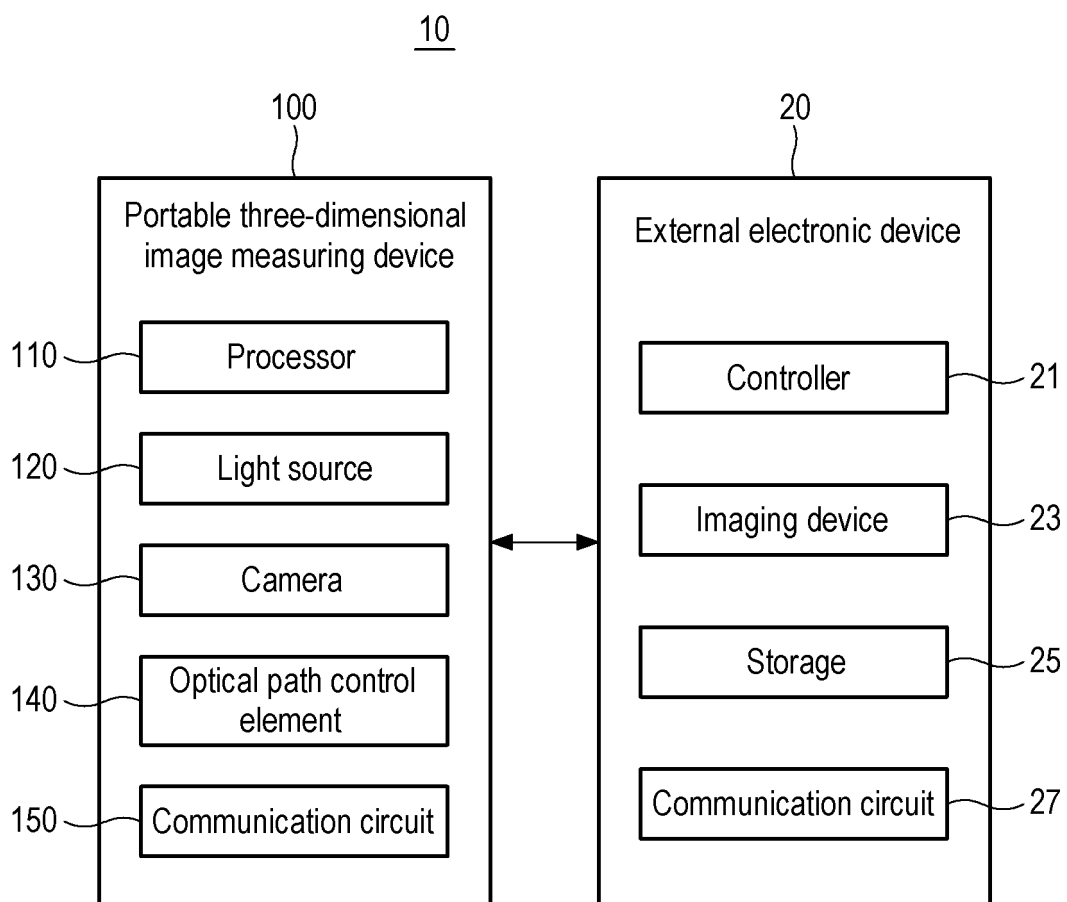 10
100
20
Portable three-dimensional
image measuring device
External electronic device
110
Processor
Controller
21
120
Light source
Imaging device
23
130
Camera
140
Optical path control
element
Storage
25
150
Communication circuit
Communication circuit
27